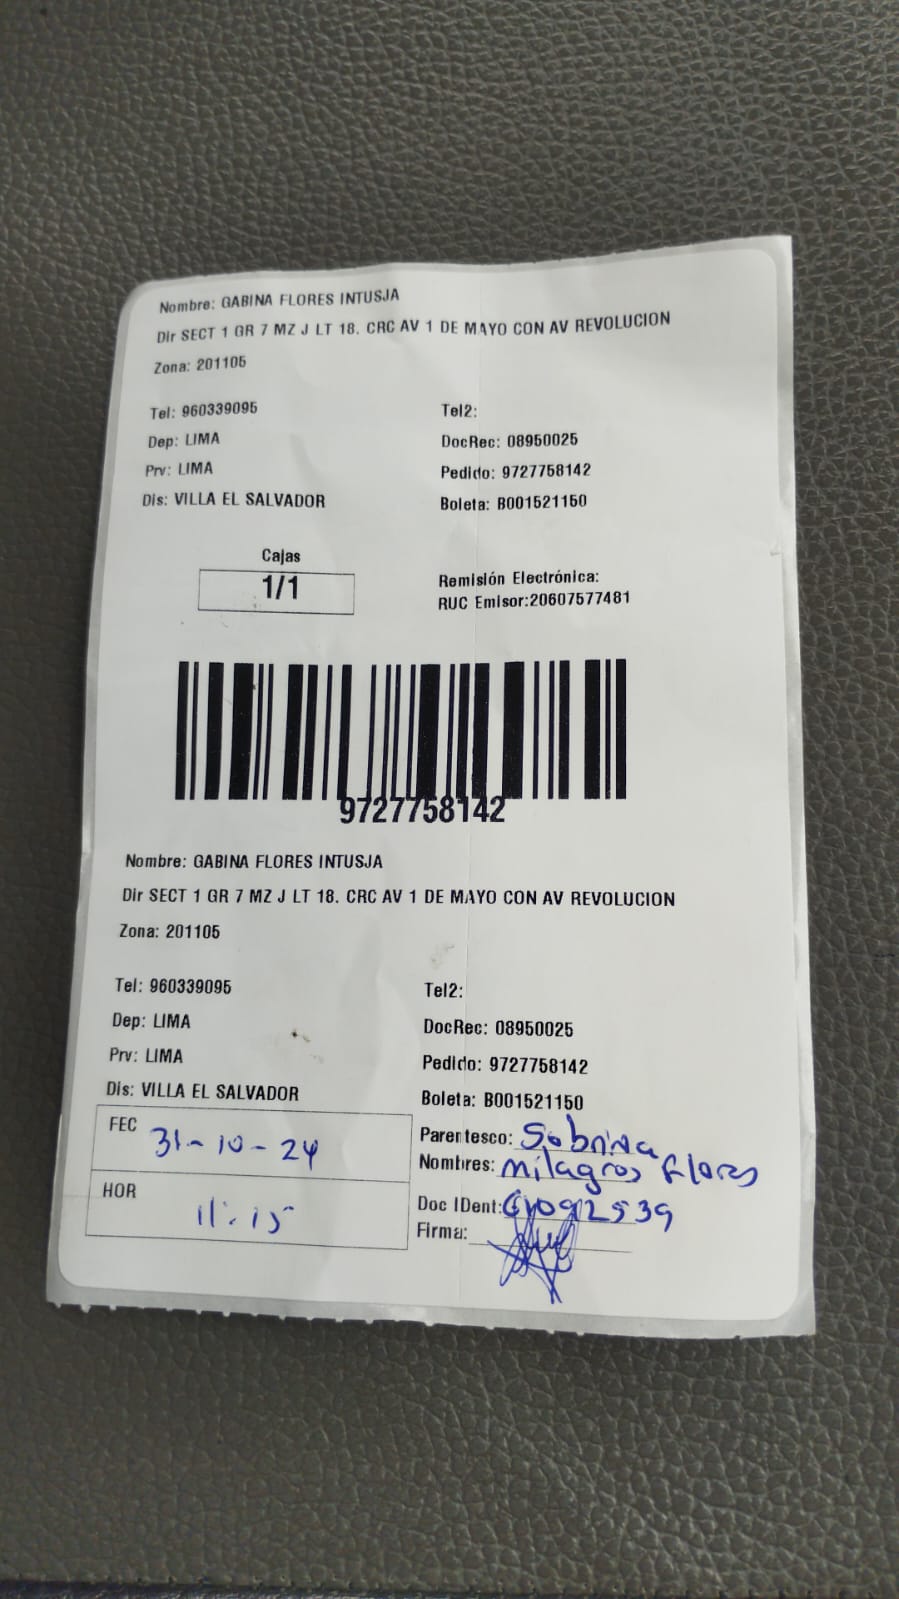 Nombre: GABINA FLORES INTUSJA
Dir SECT 1 GR 7 MZ J LT 18. CRC AV 1 DE MAYO CON AV REVOLUCION
Zona: 201105
Tel: 960339095 Tel2:
Dep: LIMA DocRec: 08950025
Prv: LIMA Pedido: 9727758142
Dis: VILLA EL SALVADOR Boleta: B001521150
Cajas
1/1
Remisión Electrónica:
RUC Emisor:20607577481
9727758142
Nombre: GABINA FLORES INTUSJA
Dir SECT 1 GR 7 MZ J LT 18. CRC AV 1 DE MAYO CON AV REVOLUCION
Zona: 201105
Tel: 960339095 Tel2:
Dep: LIMA DocRec: 08950025
Prv: LIMA Pedido: 9727758142
Dis: VILLA EL SALVADOR Boleta: B001521150
FEC 31-10-24 Parentesco: Sobrina
Nombres: milagros flores
HOR 11:15 Doc IDent:
Firma: